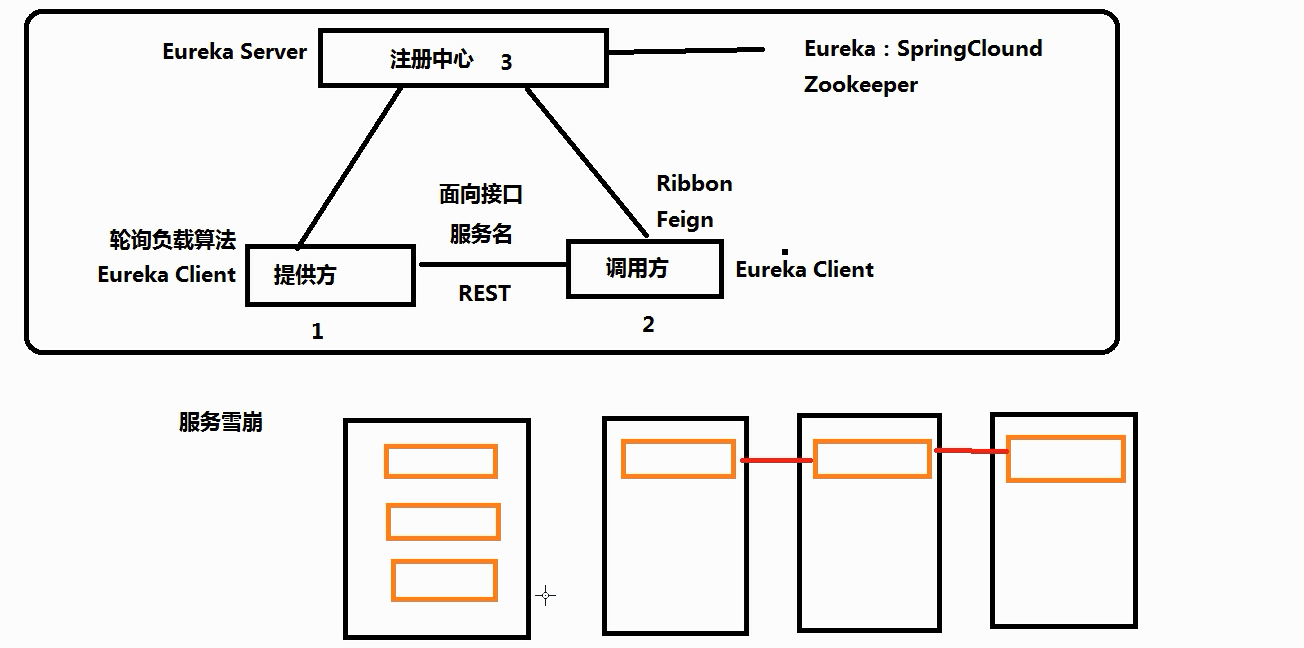 Eureka Server
注册中心 3
Eureka：SpringClound
Zookeeper
面向接口
服务名
Ribbon
Feign
轮询负载算法
Eureka Client
提供方
REST
调用方
Eureka Client
1
2
服务雪崩